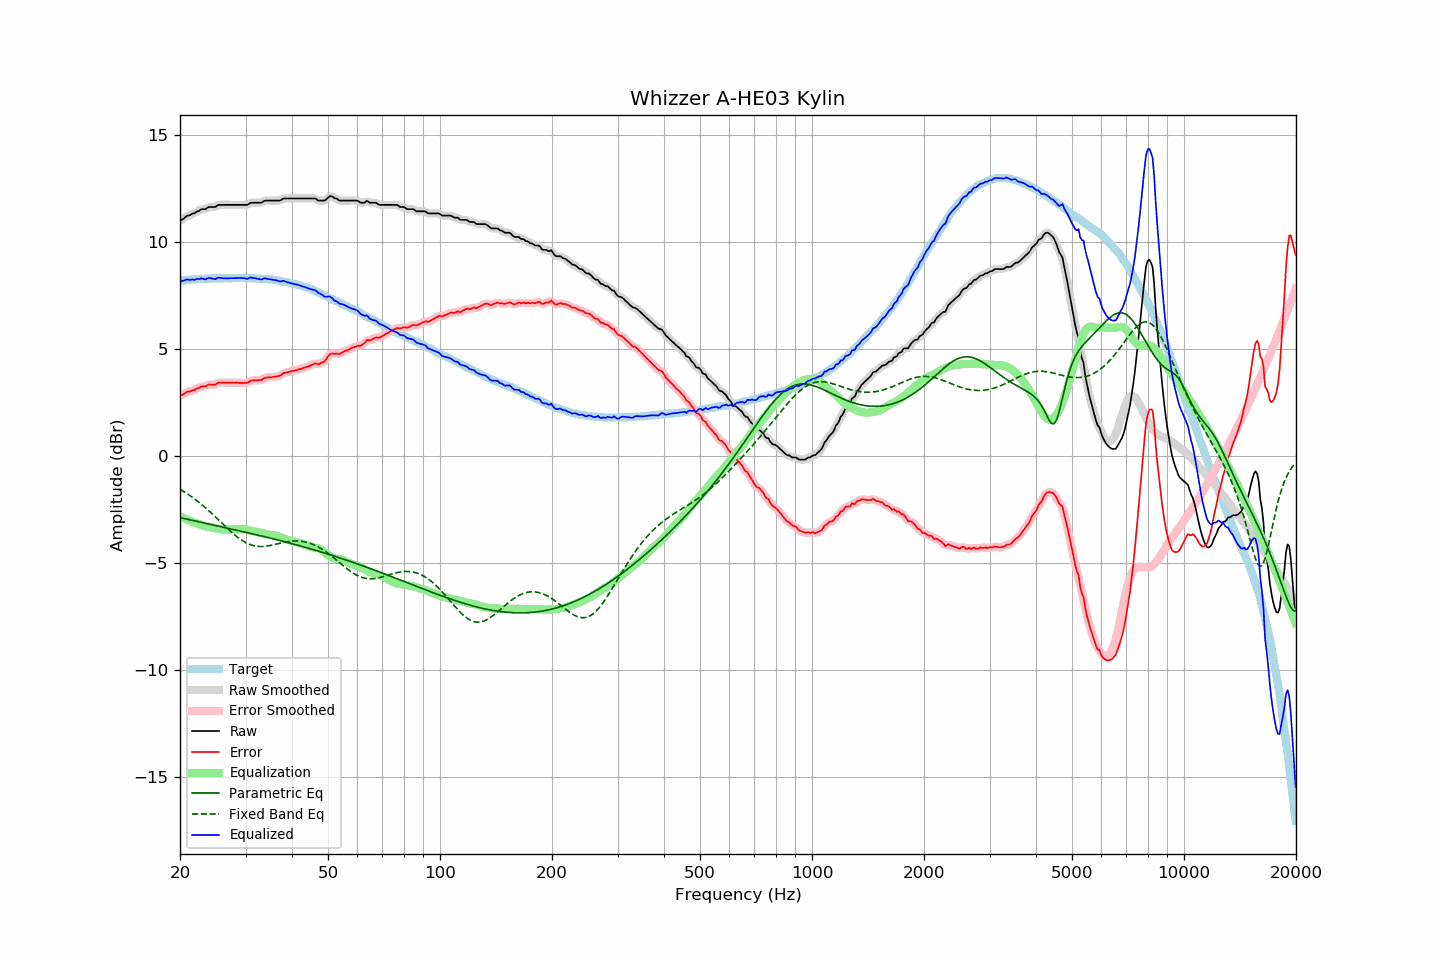 Whizzer A-HE03 Kylin
15
10
5
0
−5
−10
−15
Amplitude (dBr)
Target
Raw Smoothed
Error Smoothed
Raw
Error
Equalization
Parametric Eq
Fixed Band Eq
Equalized
20 50 100 200 500 1000 2000 5000 10000 20000
Frequency (Hz)